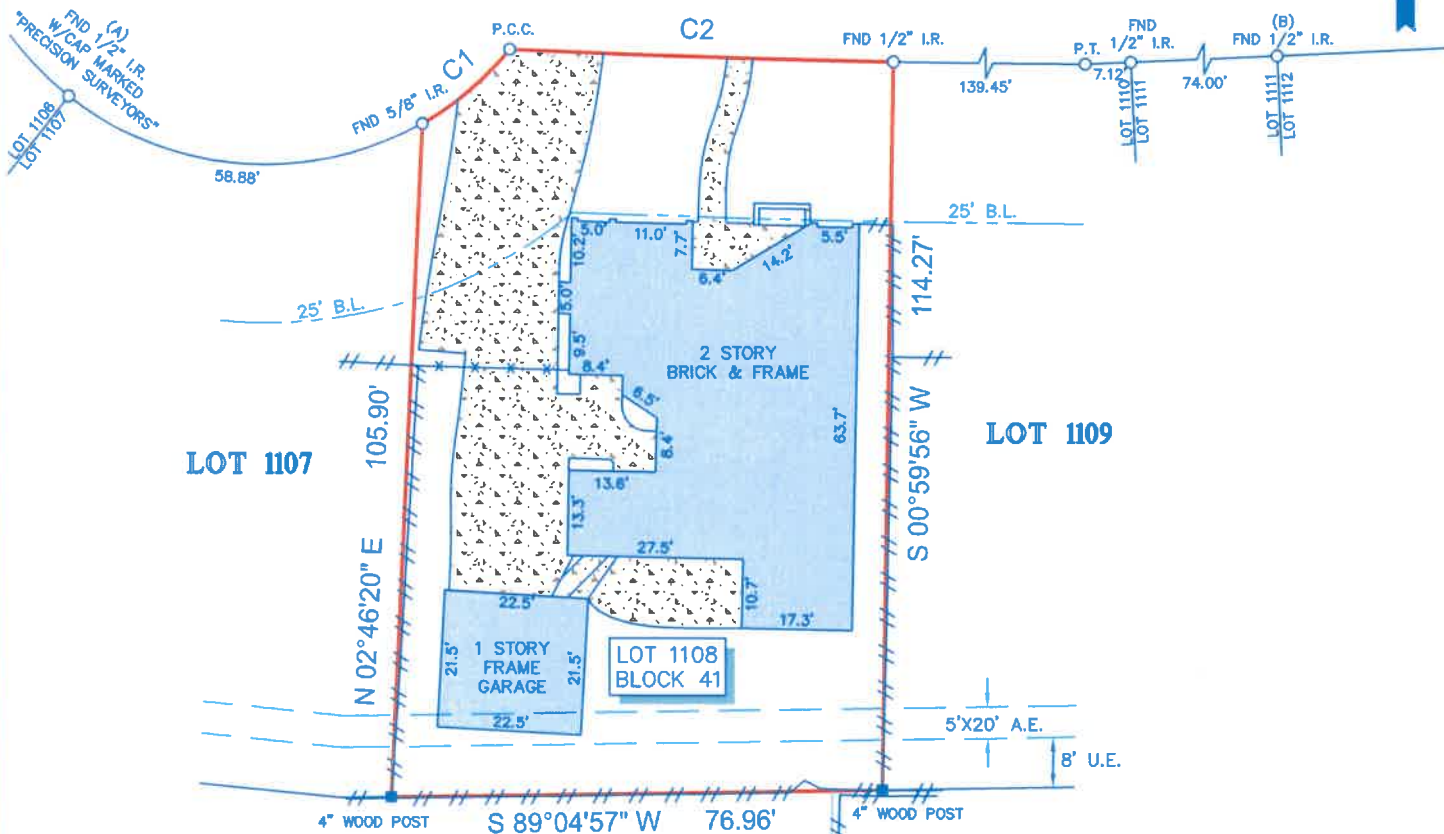 (A)
FND 1/2" I.R.
W/CAP MARKED
"PRECISION SURVEYORS"
P.C.C.
C1
C2
FND 1/2" I.R.
139.45'
P.T.
7.12'
FND
1/2" I.R.
74.00'
(B)
FND 1/2" I.R.
LOT 1110
LOT 1111
LOT 1111
LOT 1112
LOT 1106
LOT 1107
58.88'
FND 5/8" I.R.
25' B.L.
25' B.L.
5.0'
11.0'
7.7'
6.4'
14.2'
5.5'
10.2'
5.0'
9.5'
8.4'
6.5'
8.4'
13.6'
13.3'
27.5'
10.7'
17.3'
63.7'
2 STORY
BRICK & FRAME
114.27'
S 00°59'56" W
LOT 1107
LOT 1109
105.90'
N 02°46'20" E
22.5'
21.5'
1 STORY
FRAME
GARAGE
21.5'
22.5'
LOT 1108
BLOCK 41
5'X20' A.E.
8' U.E.
4" WOOD POST
S 89°04'57" W
76.96'
4" WOOD POST